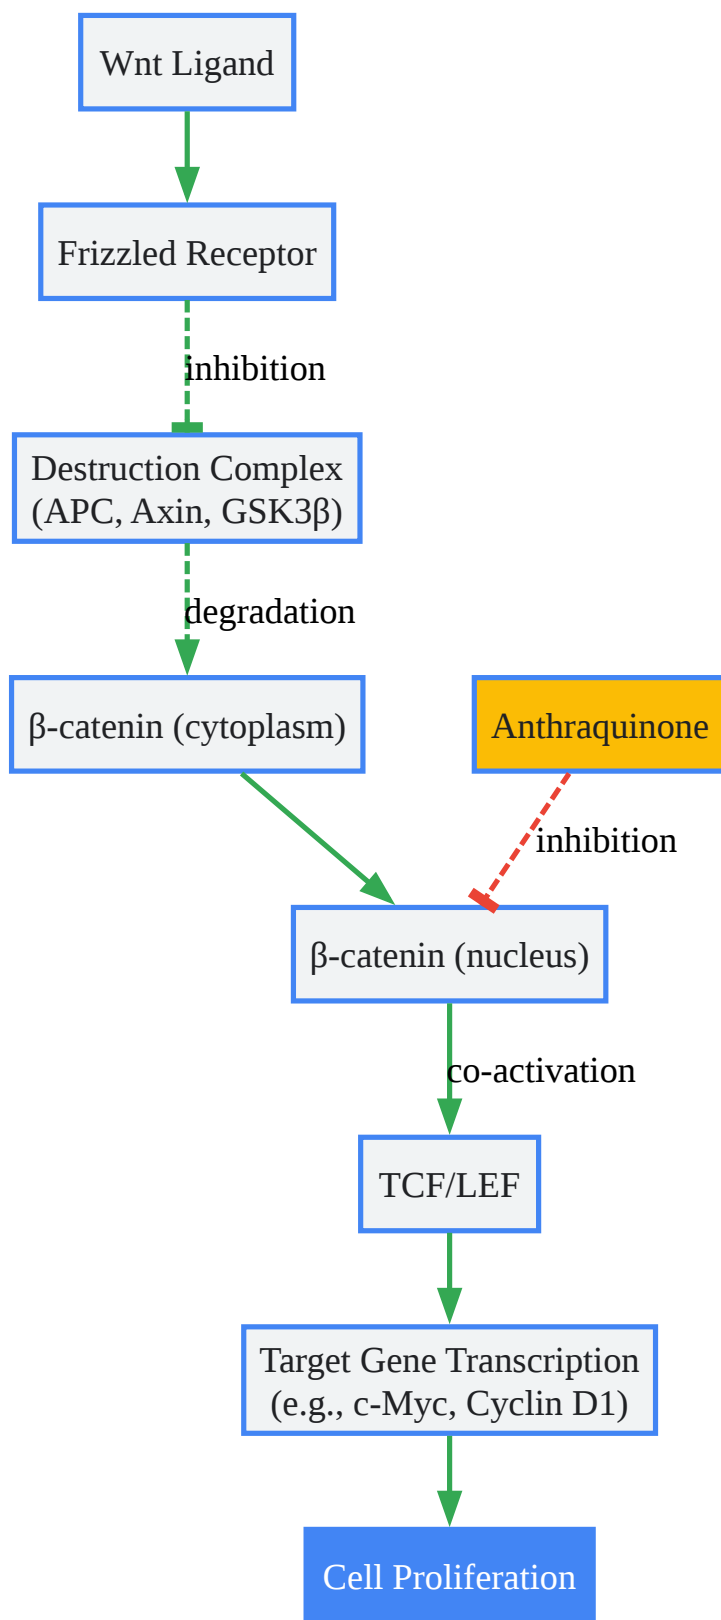 Wnt Ligand
Frizzled Receptor
inhibition
Destruction Complex
(APC, Axin, GSK3β)
degradation
β-catenin (cytoplasm)
Anthraquinone
inhibition
β-catenin (nucleus)
co-activation
TCF/LEF
Target Gene Transcription
(e.g., c-Myc, Cyclin D1)
Cell Proliferation